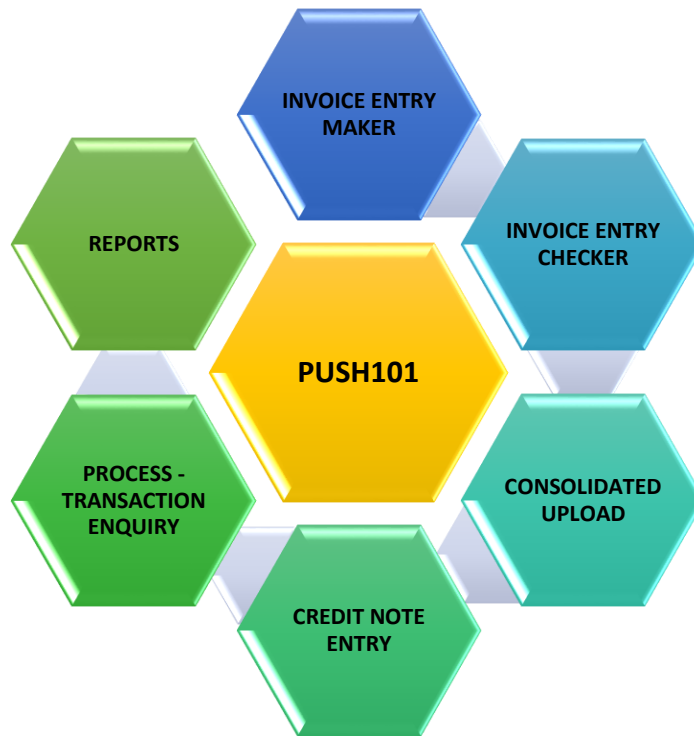 INVOICE ENTRY
MAKER
INVOICE ENTRY
CHECKER
REPORTS
PUSH101
PROCESS -
TRANSACTION
ENQUIRY
CONSOLIDATED
UPLOAD
CREDIT NOTE
ENTRY